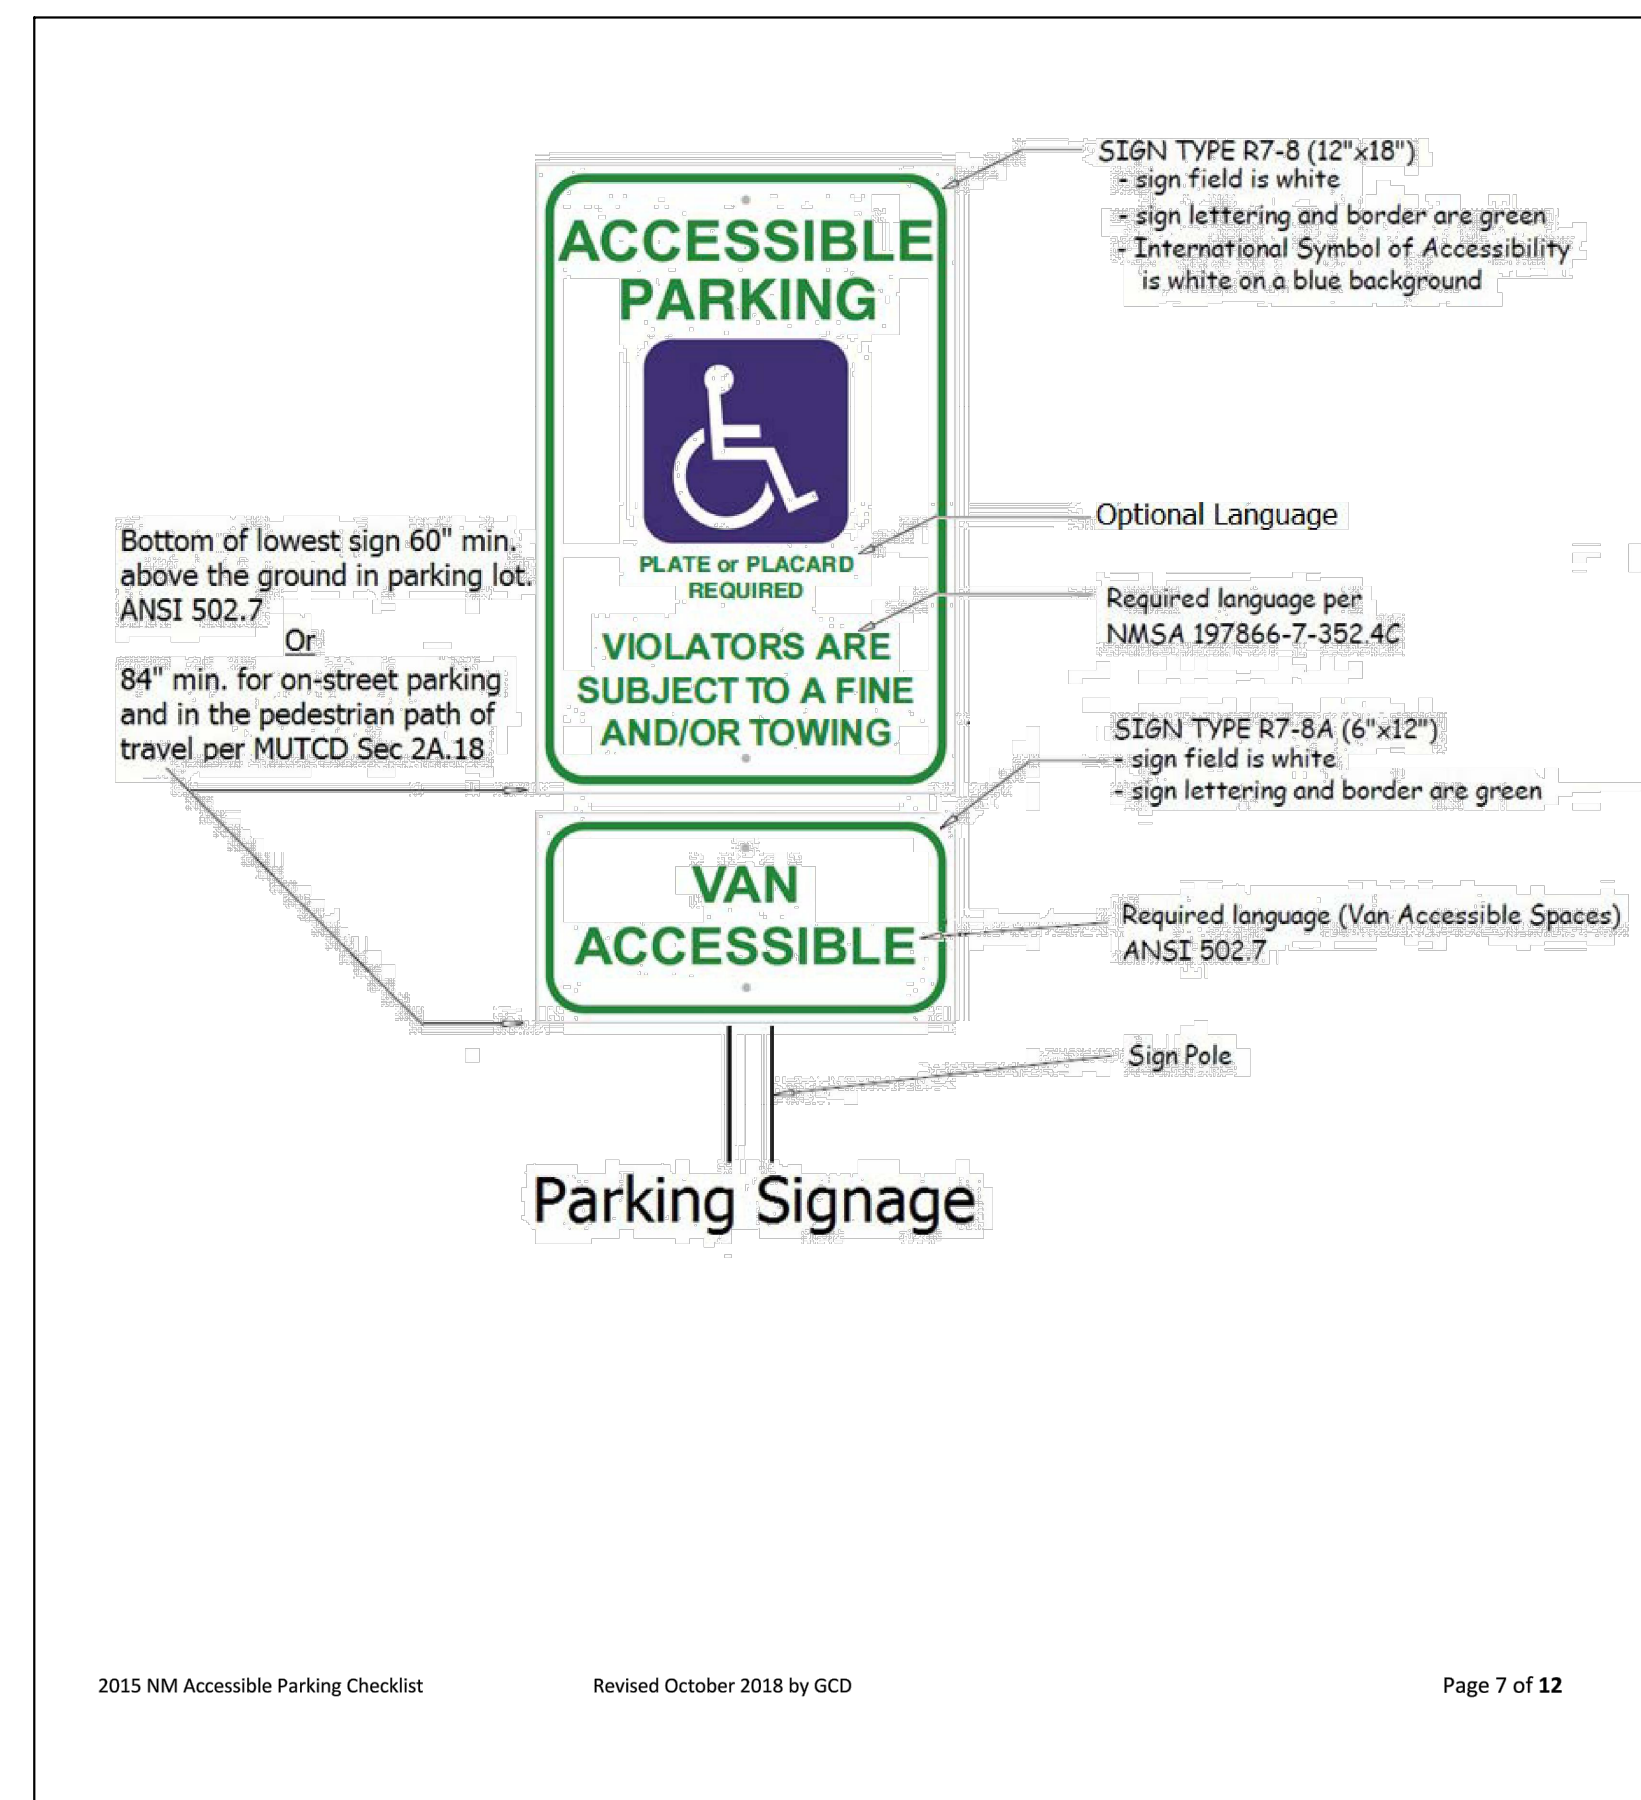 SIGN TYPE R7-8 (12"x18")
- sign field is white
- sign lettering and border are green
- International Symbol of Accessibility
is white on a blue background
ACCESSIBLE
PARKING
Optional Language
PLATE or PLACARD
REQUIRED
Required language per
NMSA 197866-7-352.4C
VIOLATORS ARE
SUBJECT TO A FINE
AND/OR TOWING
Bottom of lowest sign 60" min.
above the ground in parking lot.
ANSI 502.7
Or
84" min. for on-street parking
and in the pedestrian path of
travel per MUTCD Sec 2A.18
SIGN TYPE R7-8A (6"x12")
- sign field is white
- sign lettering and border are green
VAN
ACCESSIBLE
Required language (Van Accessible Spaces)
ANSI 502.7
Sign Pole
Parking Signage
2015 NM Accessible Parking Checklist
Revised October 2018 by GCD
Page 7 of 12